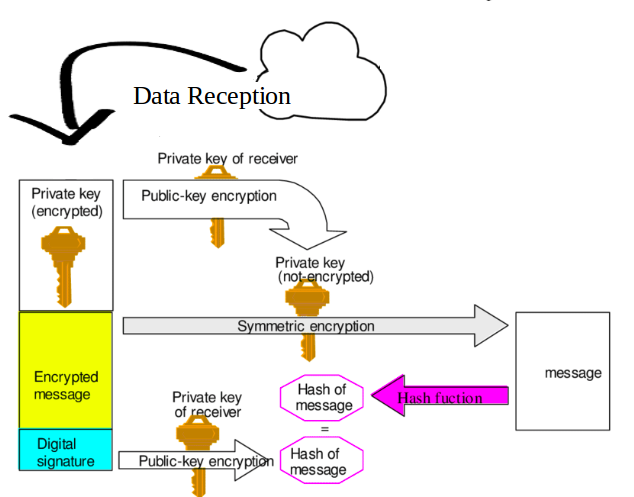 Data Reception
Private key of receiver
Private key
(encrypted)
Public-key encryption
Private key
(not-encrypted)
Symmetric encryption
message
Encrypted
message
Hash of
message
Hash fuction
Private key
of receiver
=
Digital
signature
Public-key encryption
Hash of
message